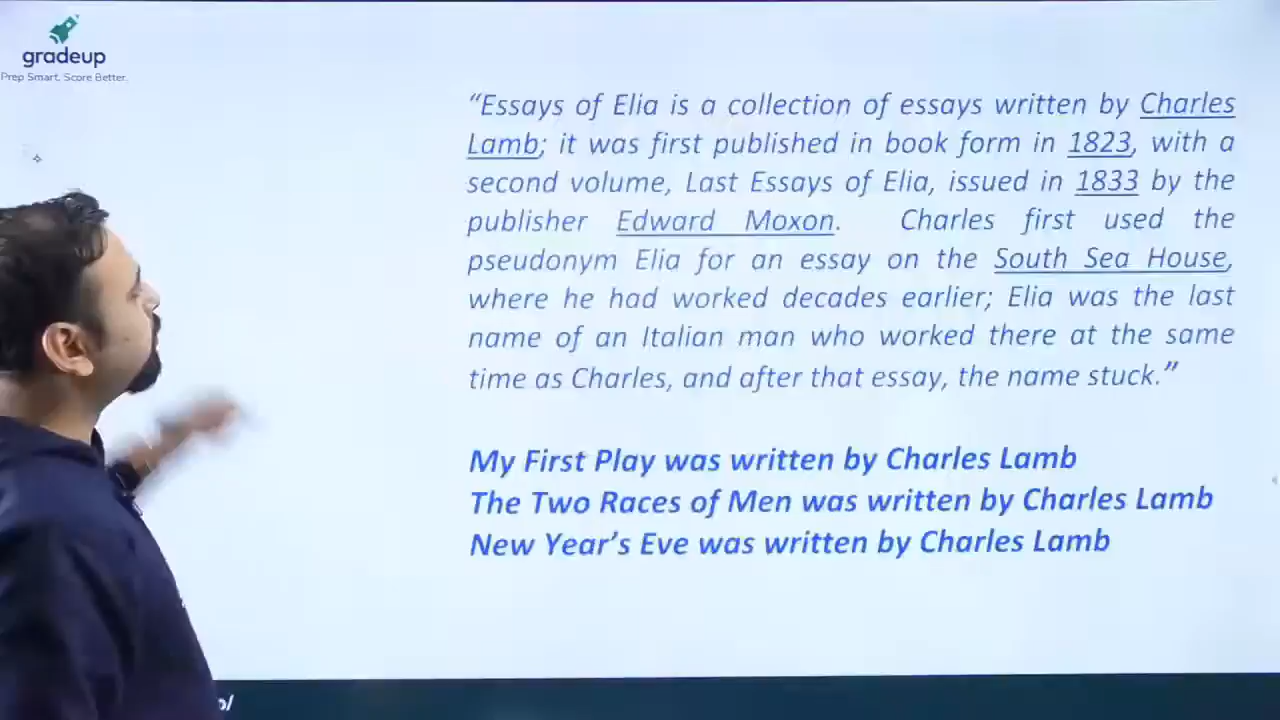 gradeup
Prep Smart. Score Better.
“Essays of Elia is a collection of essays written by Charles
Lamb; it was first published in book form in 1823, with a
second volume, Last Essays of Elia, issued in 1833 by the
publisher Edward Moxon. Charles first used the
pseudonym Elia for an essay on the South Sea House,
where he had worked decades earlier; Elia was the last
name of an Italian man who worked there at the same
time as Charles, and after that essay, the name stuck.”
My First Play was written by Charles Lamb
The Two Races of Men was written by Charles Lamb
New Year’s Eve was written by Charles Lamb